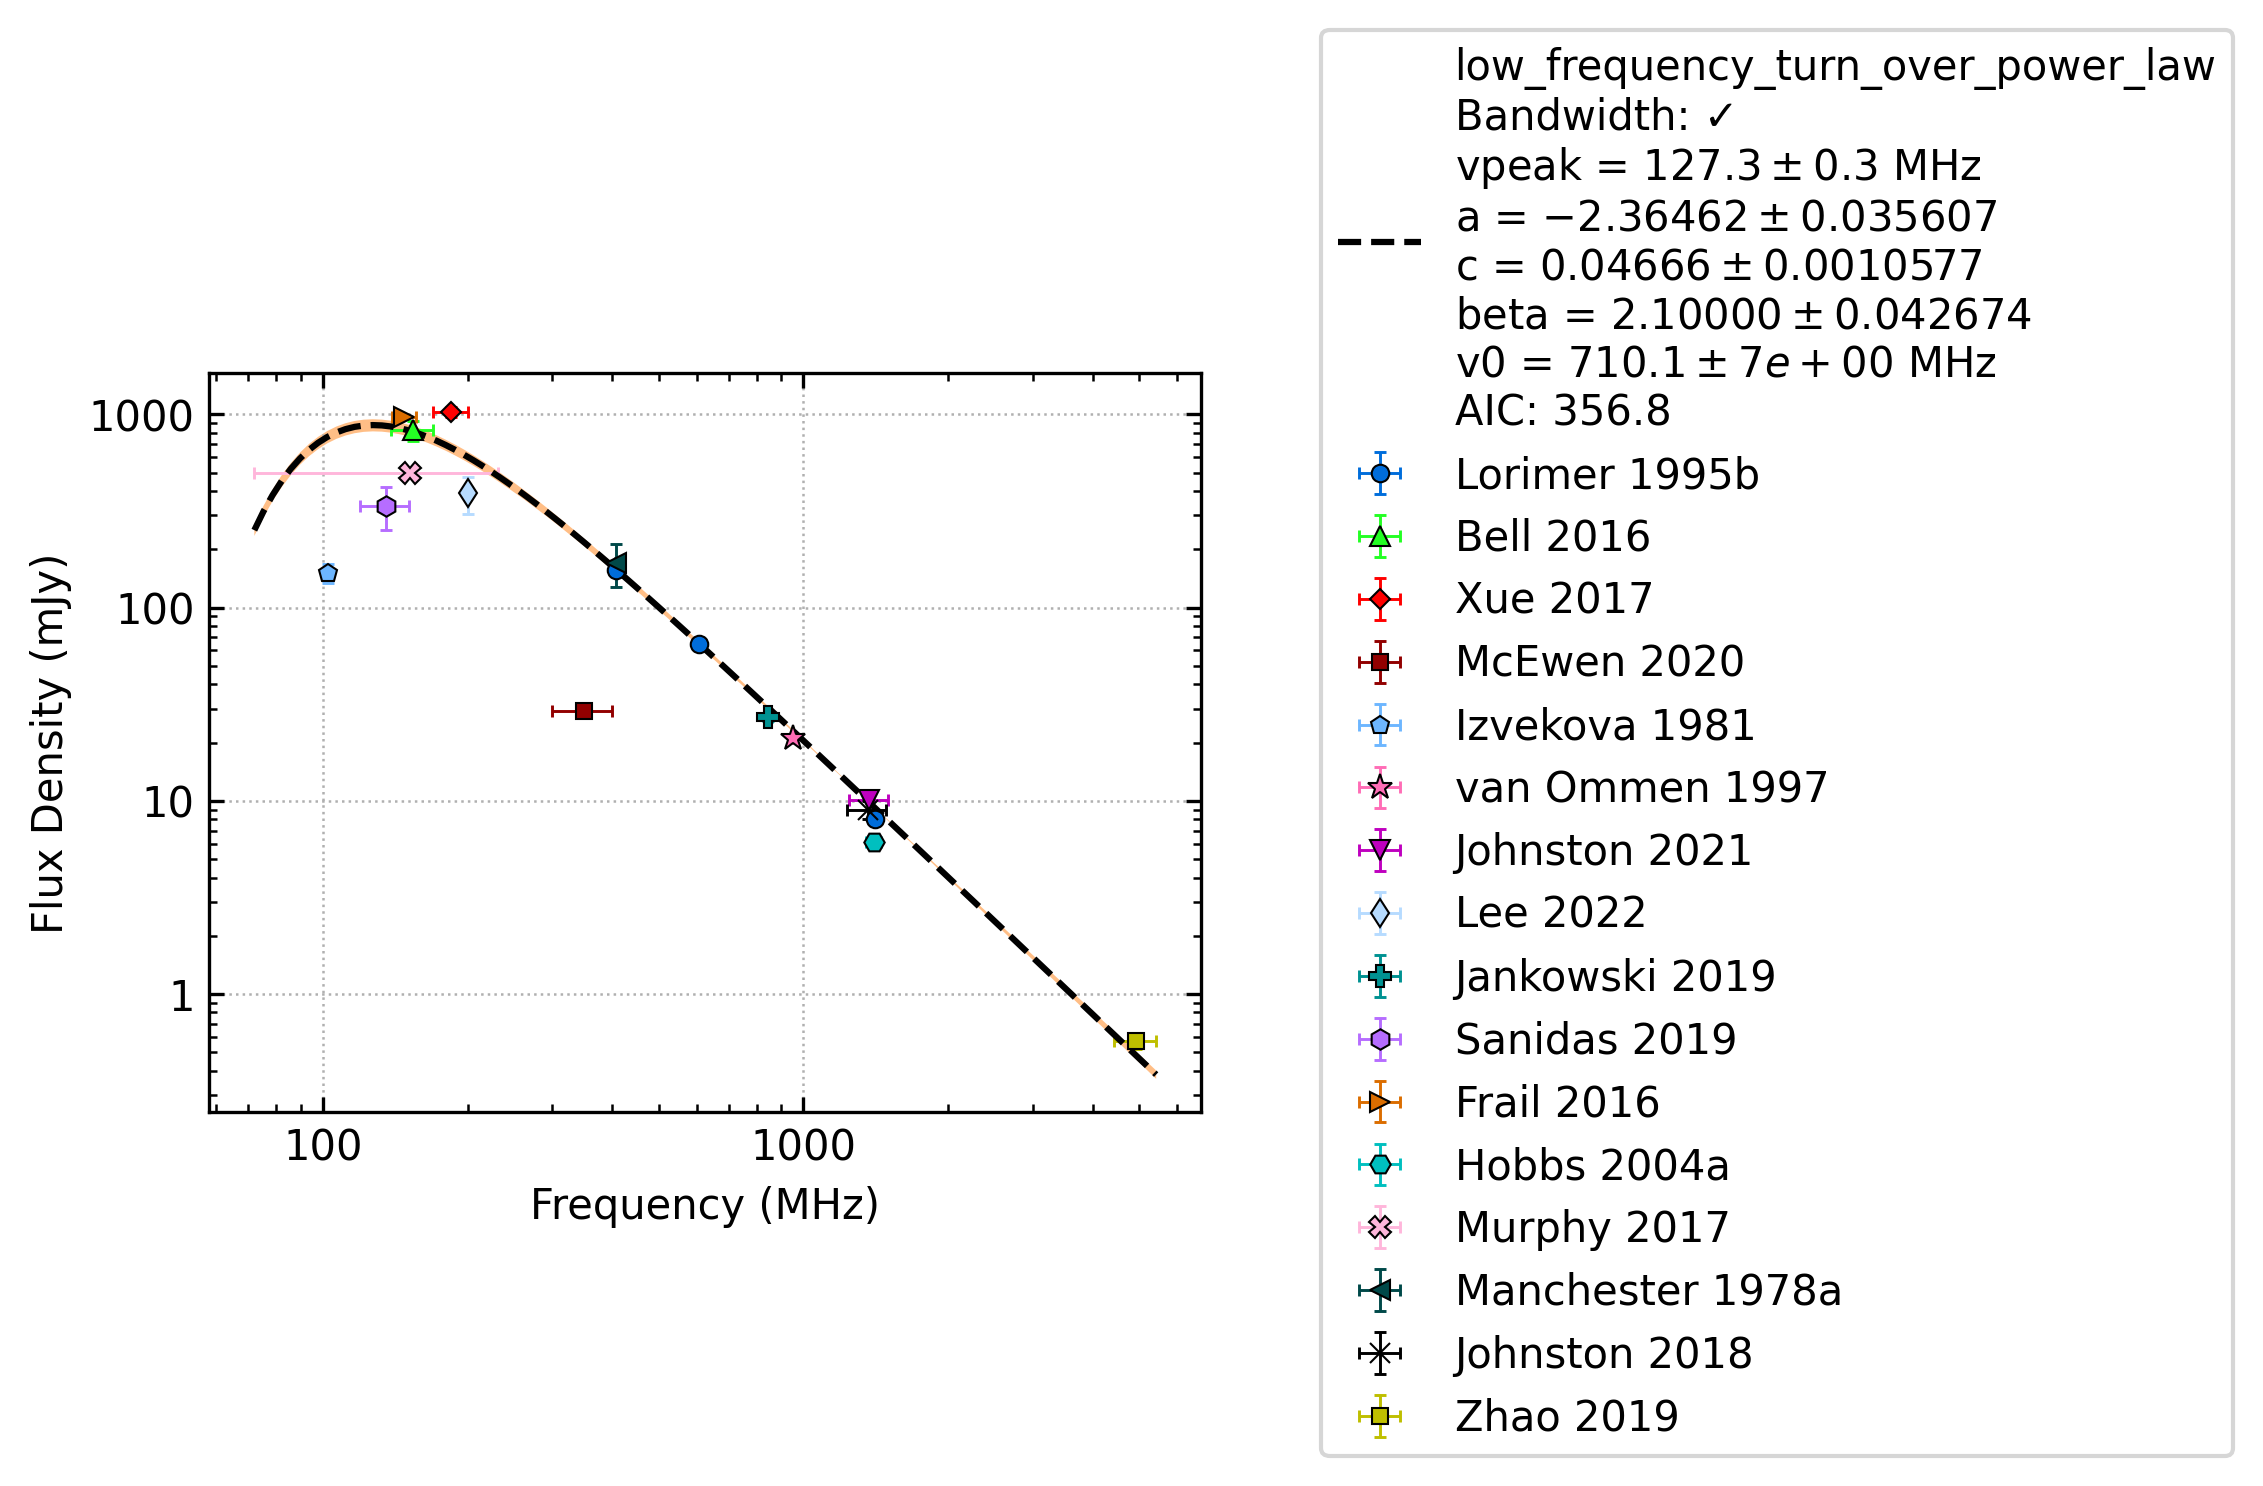 low_frequency_turn_over_power_law
Bandwidth: ✓
vpeak = 127.3 ± 0.3 MHz
a = −2.36462 ± 0.035607
c = 0.04666 ± 0.0010577
beta = 2.10000 ± 0.042674
v0 = 710.1 ± 7e + 00 MHz
AIC: 356.8
Lorimer 1995b
Bell 2016
Xue 2017
McEwen 2020
Izvekova 1981
van Ommen 1997
Johnston 2021
Lee 2022
Jankowski 2019
Sanidas 2019
Frail 2016
Hobbs 2004a
Murphy 2017
Manchester 1978a
Johnston 2018
Zhao 2019
Flux Density (mJy)
1000
100
10
1
100 1000
Frequency (MHz)